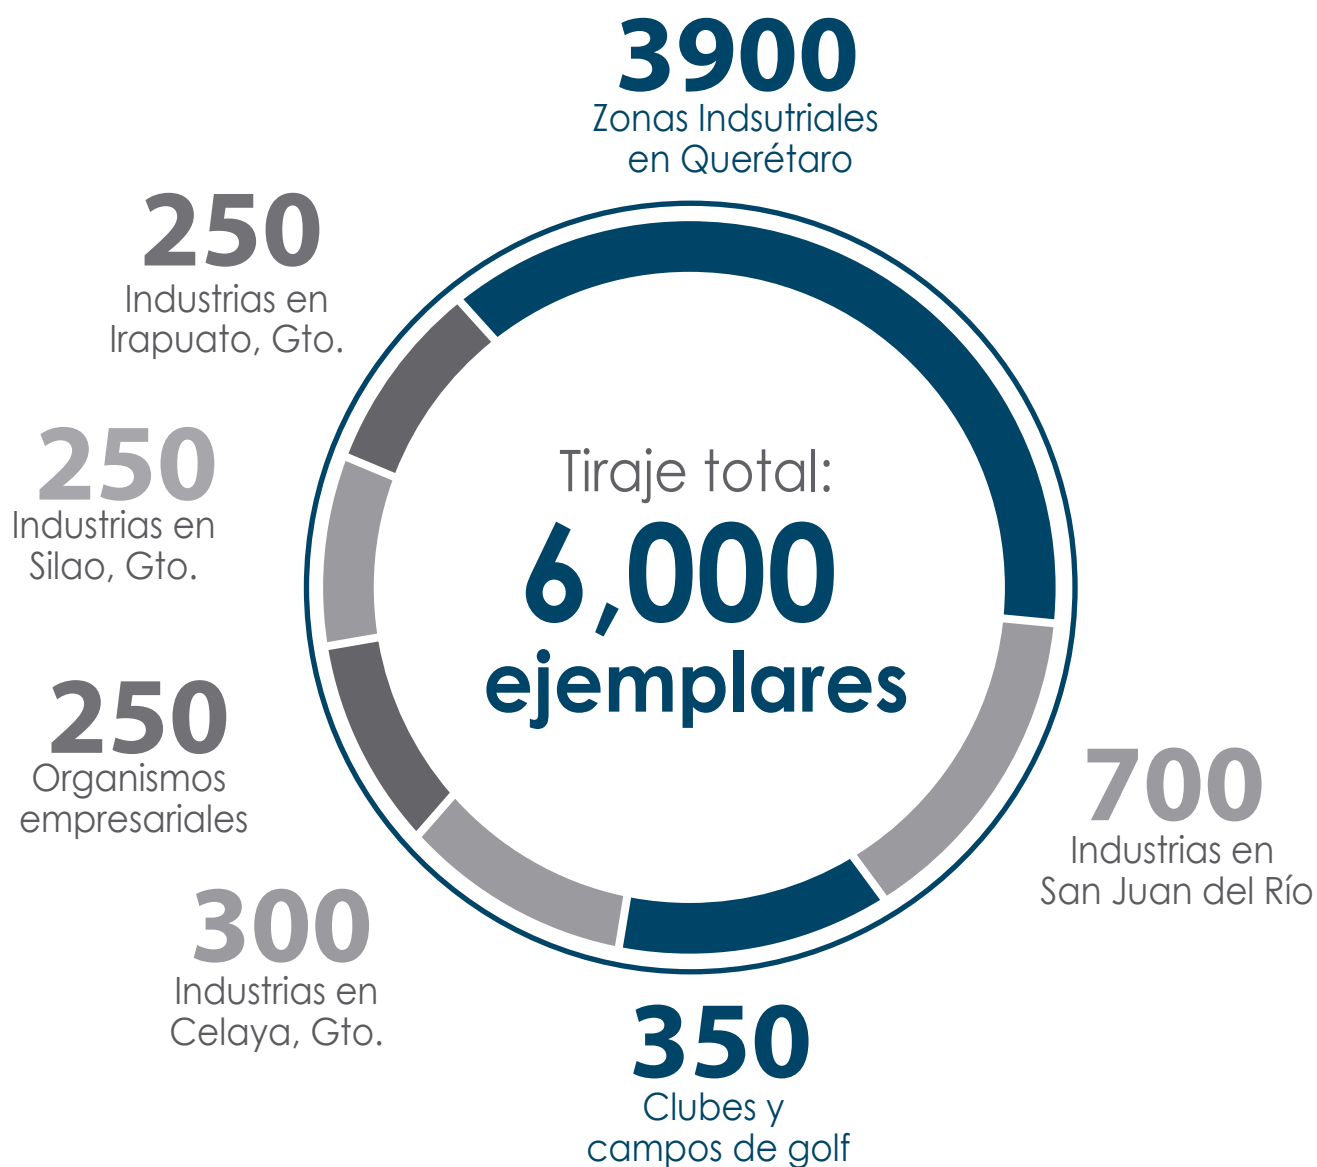 3900
Zonas Indsutriales
en Querétaro
250
Industrias en
Irapuato, Gto.
250
Industrias en
Silao, Gto.
Tiraje total:
6,000
ejemplares
250
Organismos
empresariales
700
Industrias en
San Juan del Río
300
Industrias en
Celaya, Gto.
350
Clubes y
campos de golf